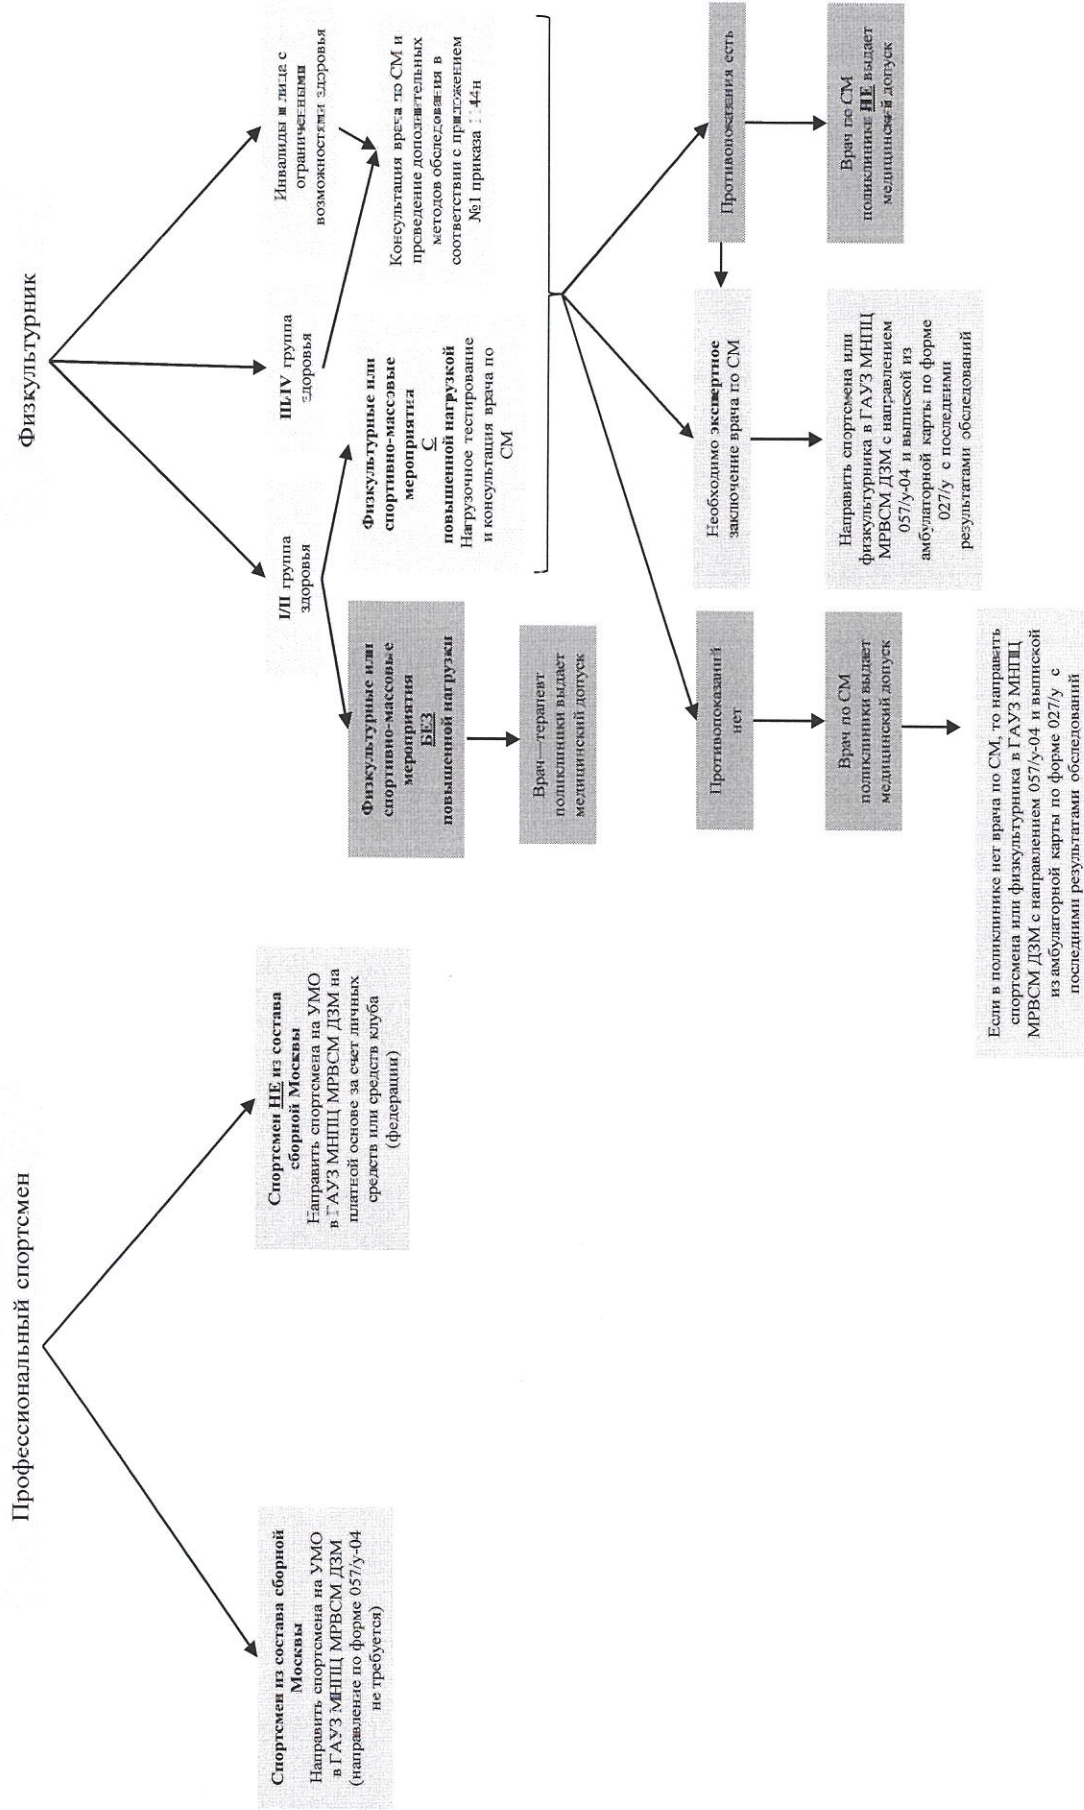 Профессиональный спортсмен
Спортсмен из состава сборной
Москвы
Направить спортсмена на УМО
в ГАУЗ МНПЦ МРВСМ ДЗМ
(направление по форме 057/у-04
не требуется)
Спортсмен НЕ из состава
сборной Москвы
Направить спортсмена на УМО
в ГАУЗ МНПЦ МРВСМ ДЗМ на
платной основе за счет личных
средств или средств клуба
(федерации)
Физкультурник
I/II группа
здоровья
III-IV группа
здоровья
Инвалиды и лица с
ограниченными
возможностями здоровья
Физкультурные или
спортивно-массовые
мероприятия
БЕЗ
повышенной нагрузки
Физкультурные или
спортивно-массовые
мероприятия
С
повышенной нагрузкой
Нагрузочное тестирование
и консультация врача по
СМ
Консультация врача по СМ и
проведение дополнительных
методов обследования в
соответствии с приложением
№1 приказа 1144н
Врач—терапевт
поликлиники выдает
медицинский допуск
Противопоказаний
нет
Необходимо экспертное
заключение врача по СМ
Противопоказания есть
Врач по СМ
поликлиники выдает
медицинский допуск
Направить спортсмена или
физкультурника в ГАУЗ МНПЦ
МРВСМ ДЗМ с направлением
057/у-04 и выпиской из
амбулаторной карты по форме
027/у с последними
результатами обследований
Врач по СМ
поликлинике НЕ выдает
медицинский допуск
Если в поликлинике нет врача по СМ, то направить
спортсмена или физкультурника в ГАУЗ МНПЦ
МРВСМ ДЗМ с направлением 057/у-04 и выпиской
из амбулаторной карты по форме 027/у с
последними результатами обследований